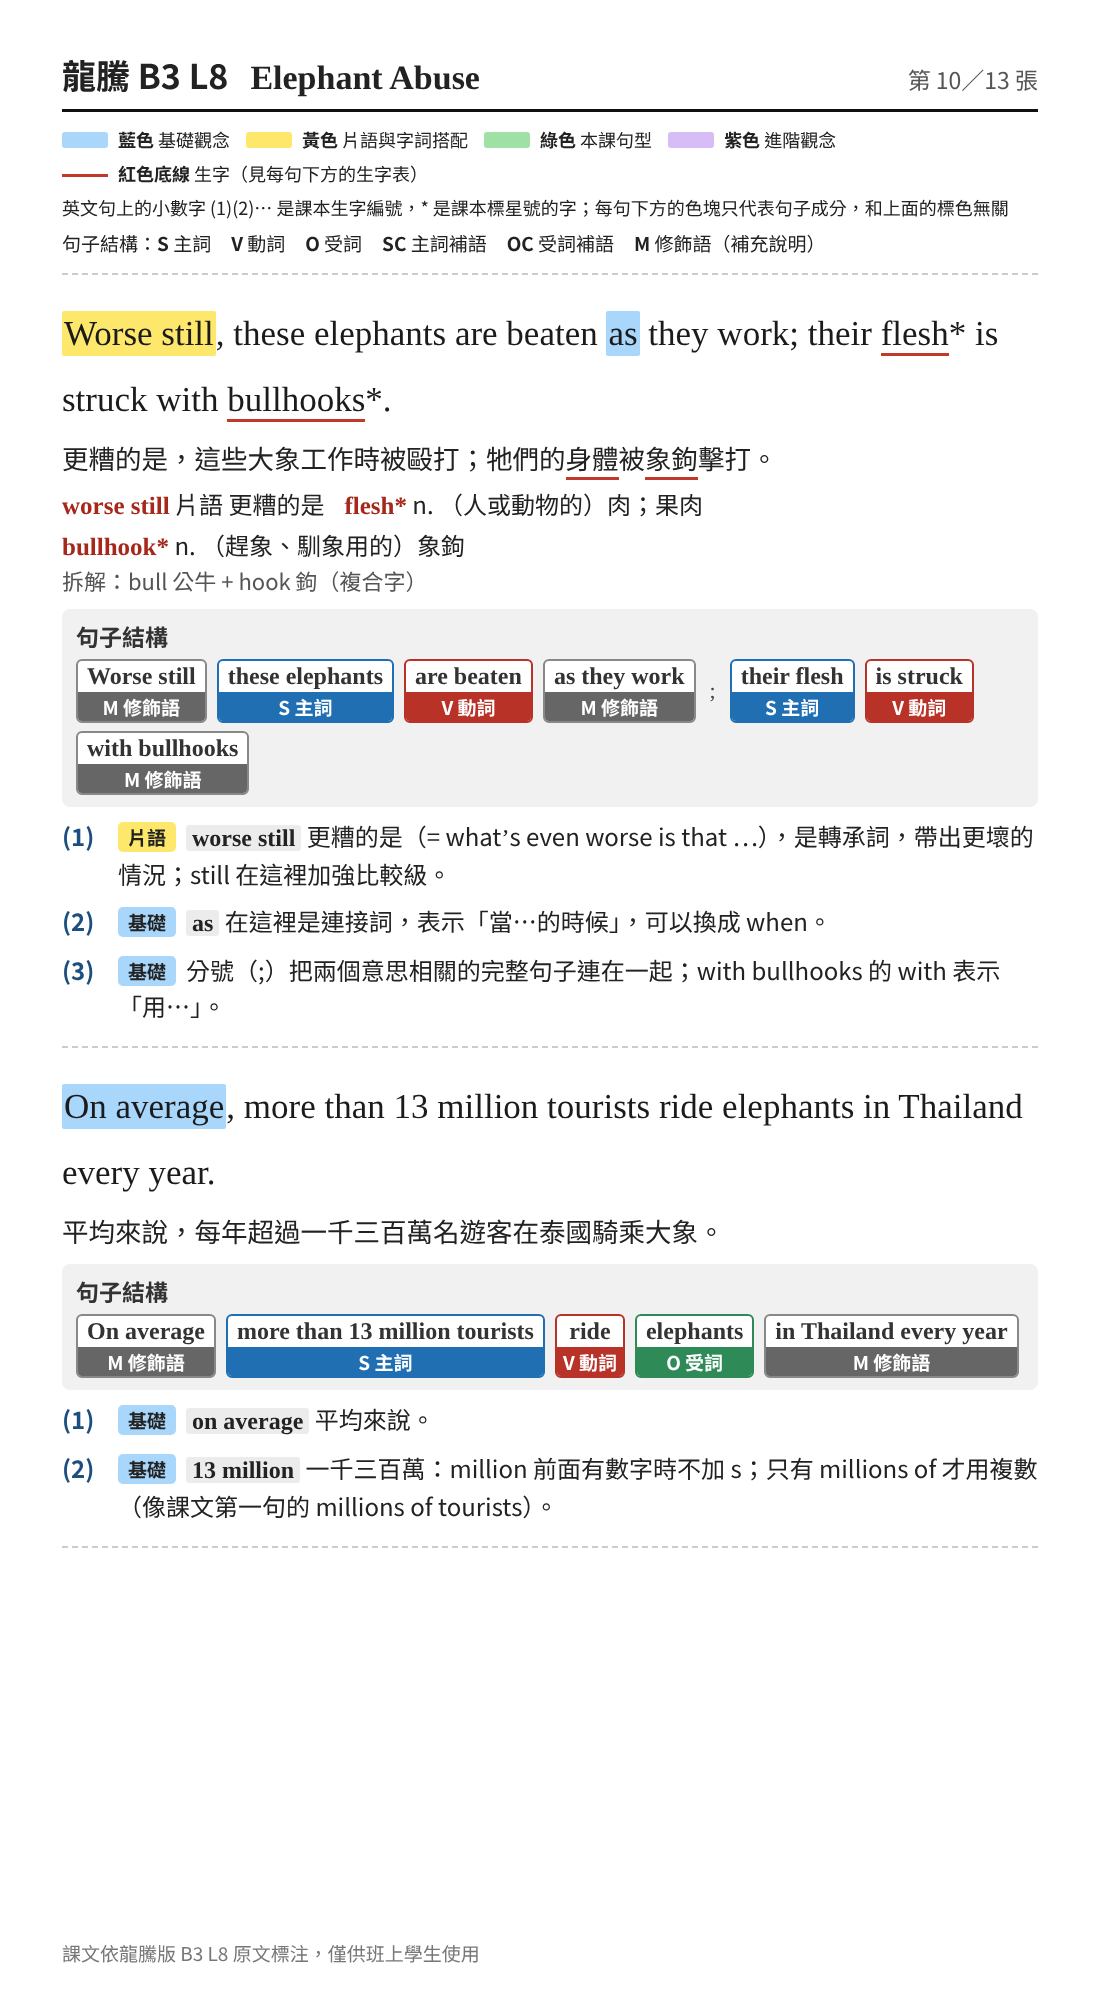 龍騰 B3 L8 Elephant Abuse 第 10／13 張
藍色 基礎觀念 黃色 片語與字詞搭配 綠色 本課句型 紫色 進階觀念
紅色底線 生字（見每句下方的生字表）
英文句上的小數字 (1)(2)⋯ 是課本生字編號，* 是課本標星號的字；每句下方的色塊只代表句子成分，和上面的標色無關
句子結構：S 主詞 V 動詞 O 受詞 SC 主詞補語 OC 受詞補語 M 修飾語（補充說明）
Worse still, these elephants are beaten as they work; their flesh* is
struck with bullhooks*.
更糟的是，這些大象工作時被毆打；牠們的身體被象鉤擊打。
worse still 片語 更糟的是 flesh* n. （人或動物的）肉；果肉
bullhook* n. （趕象、馴象用的）象鉤
拆解：bull 公牛 + hook 鉤（複合字）
句子結構
Worse still these elephants are beaten as they work ; their flesh is struck
M 修飾語 S 主詞 V 動詞 M 修飾語 S 主詞 V 動詞
with bullhooks
M 修飾語
(1) 片語 worse still 更糟的是（= what’s even worse is that …），是轉承詞，帶出更壞的
情況；still 在這裡加強比較級。
(2) 基礎 as 在這裡是連接詞，表示「當⋯的時候」，可以換成 when。
(3) 基礎 分號（;）把兩個意思相關的完整句子連在一起；with bullhooks 的 with 表示
「用⋯」。
On average, more than 13 million tourists ride elephants in Thailand
every year.
平均來說，每年超過一千三百萬名遊客在泰國騎乘大象。
句子結構
On average more than 13 million tourists ride elephants in Thailand every year
M 修飾語 S 主詞 V 動詞 O 受詞 M 修飾語
(1) 基礎 on average 平均來說。
(2) 基礎 13 million 一千三百萬：million 前面有數字時不加 s；只有 millions of 才用複數
（像課文第一句的 millions of tourists）。
課文依龍騰版 B3 L8 原文標注，僅供班上學生使用